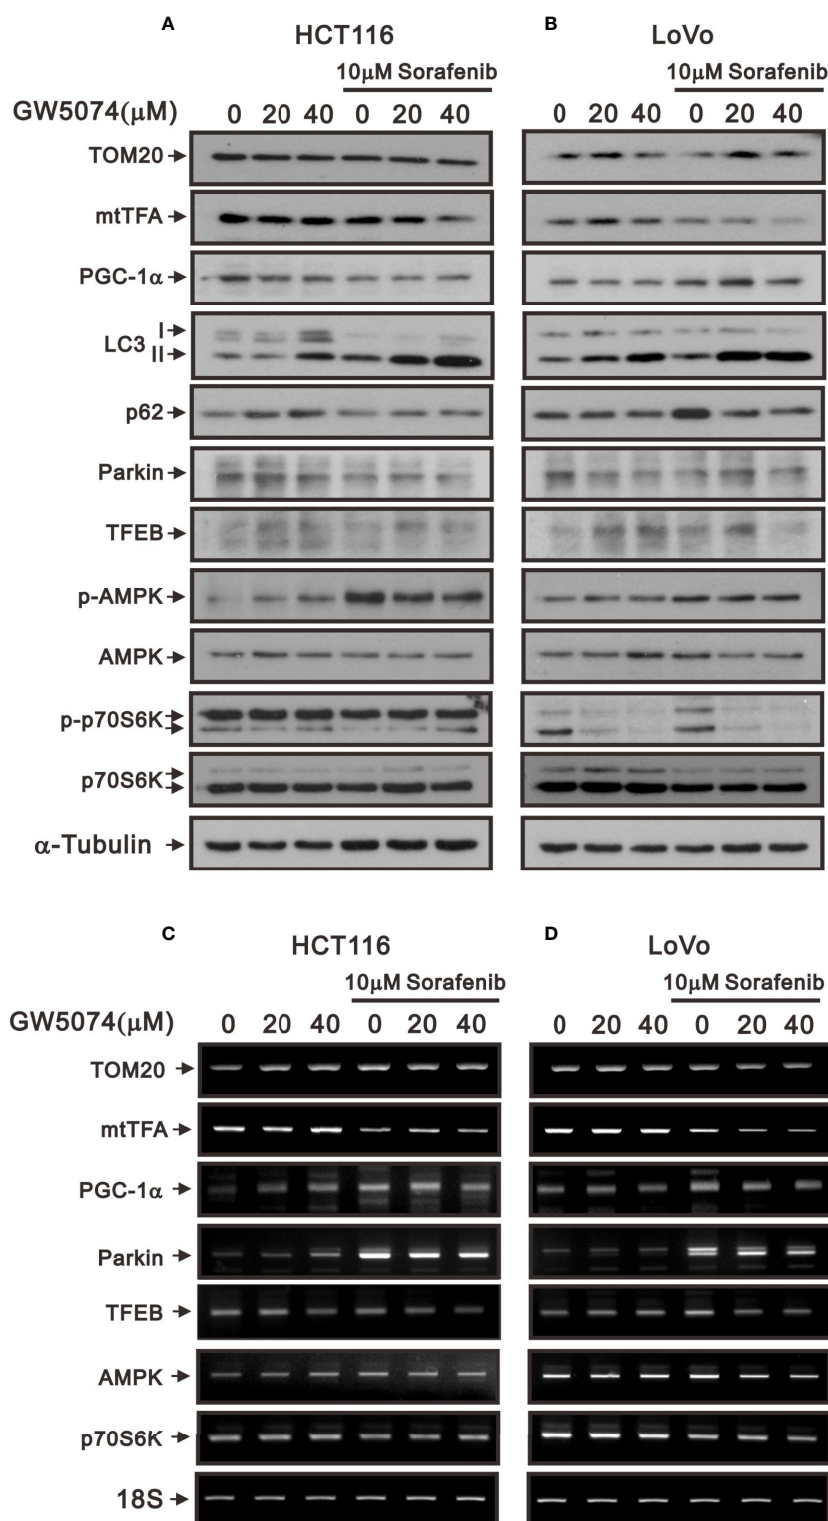 A
HCT116
10μM Sorafenib
GW5074(μM) 0 20 40 0 20 40
TOM20
mtTFA
PGC-1α
LC3 I
II
p62
Parkin
TFEB
p-AMPK
AMPK
p-p70S6K
p70S6K
α-Tubulin
B
LoVo
10μM Sorafenib
0 20 40 0 20 40
C
HCT116
10μM Sorafenib
GW5074(μM) 0 20 40 0 20 40
TOM20
mtTFA
PGC-1α
Parkin
TFEB
AMPK
p70S6K
18S
D
LoVo
10μM Sorafenib
0 20 40 0 20 40